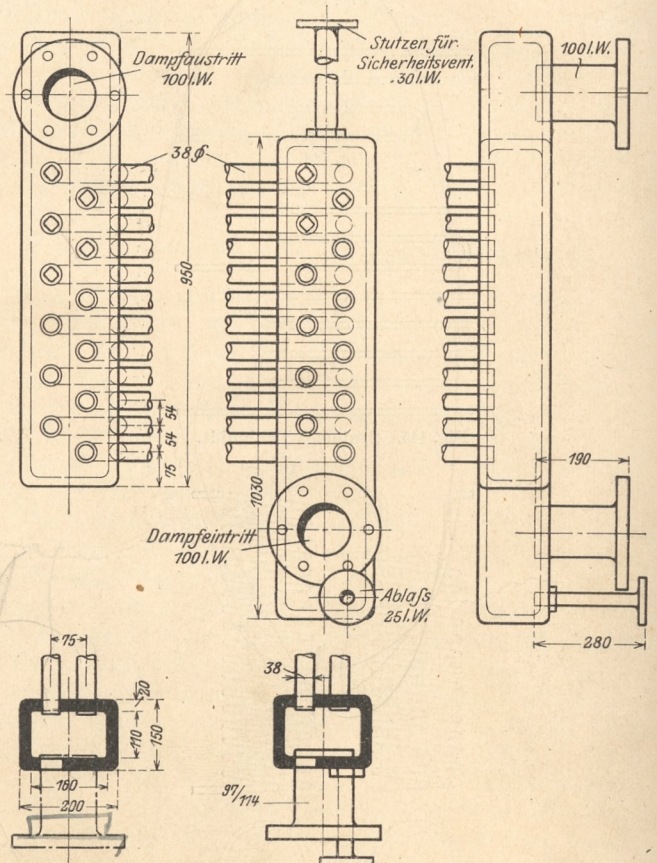 Dampfaustritt
100 l.W.
Stutzen für
Sicherheitsvent.
30 l.W.
100 l.W.
38 ∮
950
54
54
75
1030
190
Dampfeintritt
100 l.W.
Ablaſs
25 l.W.
280
75
20
110
150
160
200
38
97/114